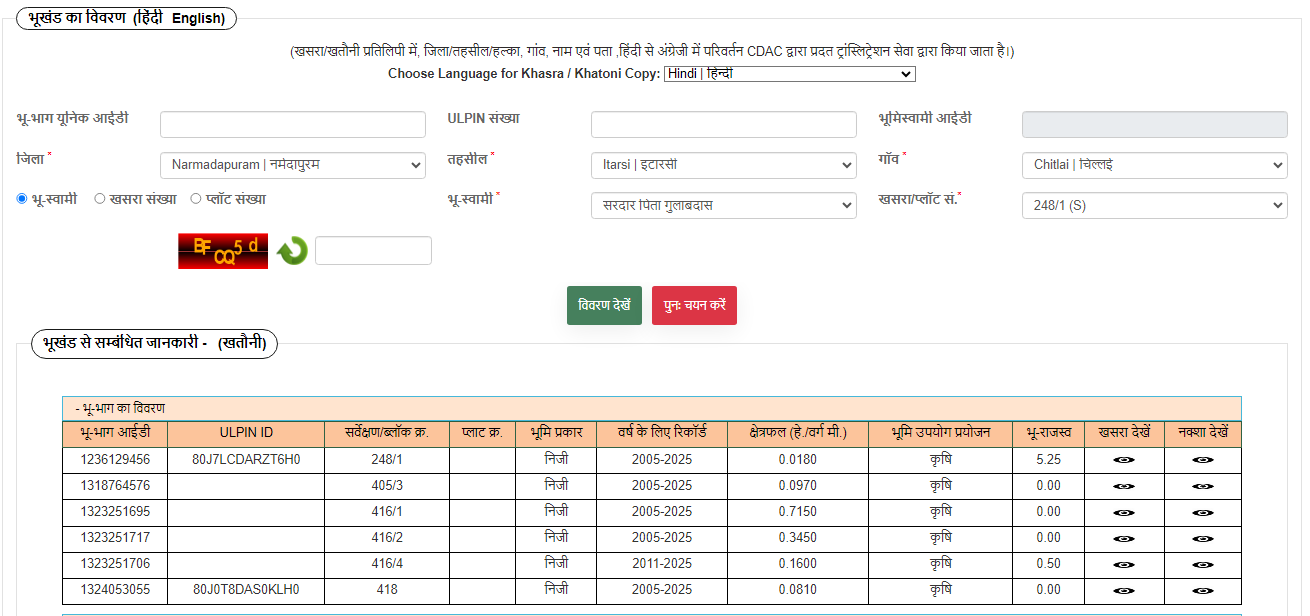 भूखंड का विवरण (हिंदी English)
(खसरा/खतौनी प्रतिलिपी में, जिला/तहसील/हल्का, गांव, नाम एवं पता ,हिंदी से अंग्रेजी में परिवर्तन CDAC द्वारा प्रदत ट्रांस्लिट्रेशन सेवा द्वारा किया जाता है।)
Choose Language for Khasra / Khatoni Copy: Hindi | हिन्दी
भू-भाग यूनिक आईडी ULPIN संख्या भूमिस्वामी आईडी
जिला * Narmadapuram | नर्मदापुरम तहसील * Itarsi | इटारसी गॉव * Chitlai | चिल्लई
भू-स्वामी खसरा संख्या प्लॉट संख्या भू-स्वामी * सरदार पिता गुलाबदास खसरा/प्लॉट सं.* 248/1 (S)
BFCQ5d
विवरण देखें पुनः चयन करें
भूखंड से सम्बंधित जानकारी - (खतौनी)
- भू-भाग का विवरण
भू-भाग आईडी ULPIN ID सर्वेक्षण/ब्लॉक क्र. प्लाट क्र. भूमि प्रकार वर्ष के लिए रिकॉर्ड क्षेत्रफल (हे./वर्ग मी.) भूमि उपयोग प्रयोजन भू-राजस्व खसरा देखें नक्शा देखें
1236129456 80J7LCDARZT6H0 248/1 निजी 2005-2025 0.0180 कृषि 5.25
1318764576 405/3 निजी 2005-2025 0.0970 कृषि 0.00
1323251695 416/1 निजी 2005-2025 0.7150 कृषि 0.00
1323251717 416/2 निजी 2005-2025 0.3450 कृषि 0.00
1323251706 416/4 निजी 2011-2025 0.1600 कृषि 0.50
1324053055 80J0T8DAS0KLH0 418 निजी 2005-2025 0.0810 कृषि 0.00